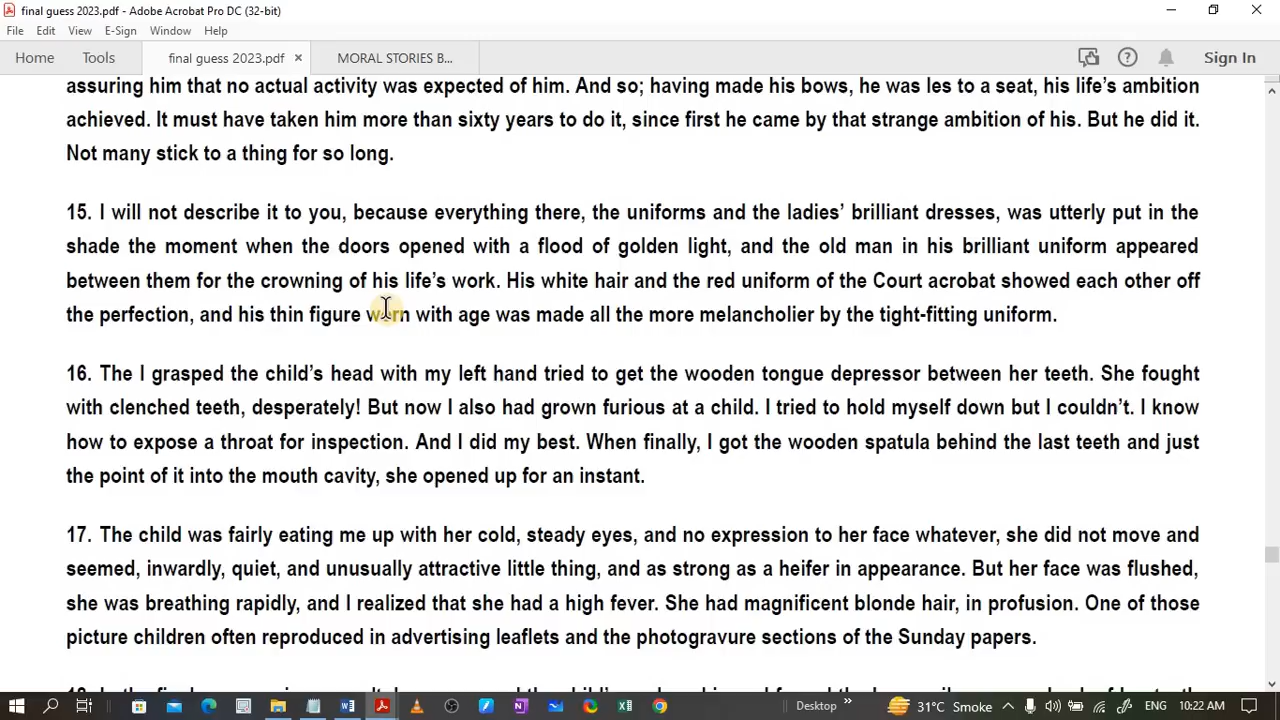 final guess 2023.pdf - Adobe Acrobat Pro DC (32-bit)
File Edit View E-Sign Window Help
Home Tools final guess 2023.pdf × MORAL STORIES B... Sign In
assuring him that no actual activity was expected of him. And so; having made his bows, he was les to a seat, his life’s ambition
achieved. It must have taken him more than sixty years to do it, since first he came by that strange ambition of his. But he did it.
Not many stick to a thing for so long.
15. I will not describe it to you, because everything there, the uniforms and the ladies’ brilliant dresses, was utterly put in the
shade the moment when the doors opened with a flood of golden light, and the old man in his brilliant uniform appeared
between them for the crowning of his life’s work. His white hair and the red uniform of the Court acrobat showed each other off
the perfection, and his thin figure worn with age was made all the more melancholier by the tight-fitting uniform.
16. The I grasped the child’s head with my left hand tried to get the wooden tongue depressor between her teeth. She fought
with clenched teeth, desperately! But now I also had grown furious at a child. I tried to hold myself down but I couldn’t. I know
how to expose a throat for inspection. And I did my best. When finally, I got the wooden spatula behind the last teeth and just
the point of it into the mouth cavity, she opened up for an instant.
17. The child was fairly eating me up with her cold, steady eyes, and no expression to her face whatever, she did not move and
seemed, inwardly, quiet, and unusually attractive little thing, and as strong as a heifer in appearance. But her face was flushed,
she was breathing rapidly, and I realized that she had a high fever. She had magnificent blonde hair, in profusion. One of those
picture children often reproduced in advertising leaflets and the photogravure sections of the Sunday papers.
Desktop 31°C Smoke ENG 10:22 AM